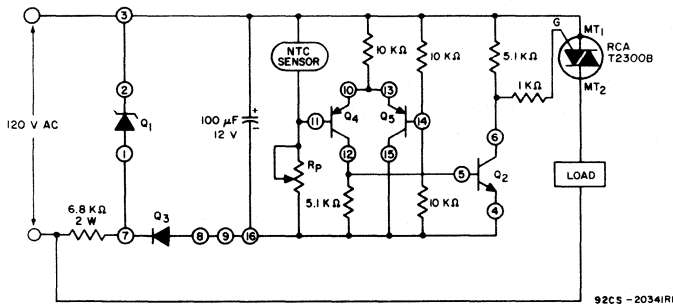 3
G
MT1
RCA
T2300B
MT2
NTC
SENSOR
10 KΩ
10 KΩ
5.1 KΩ
1 KΩ
2
10
13
Q1
100 μF
12 V
+
-
11
Q4
Q5
14
120 V AC
6
1
12
15
5
Q2
LOAD
RP
6.8 KΩ
2 W
Q3
5.1 KΩ
10 KΩ
4
7
8
9
16
92CS-20341R1